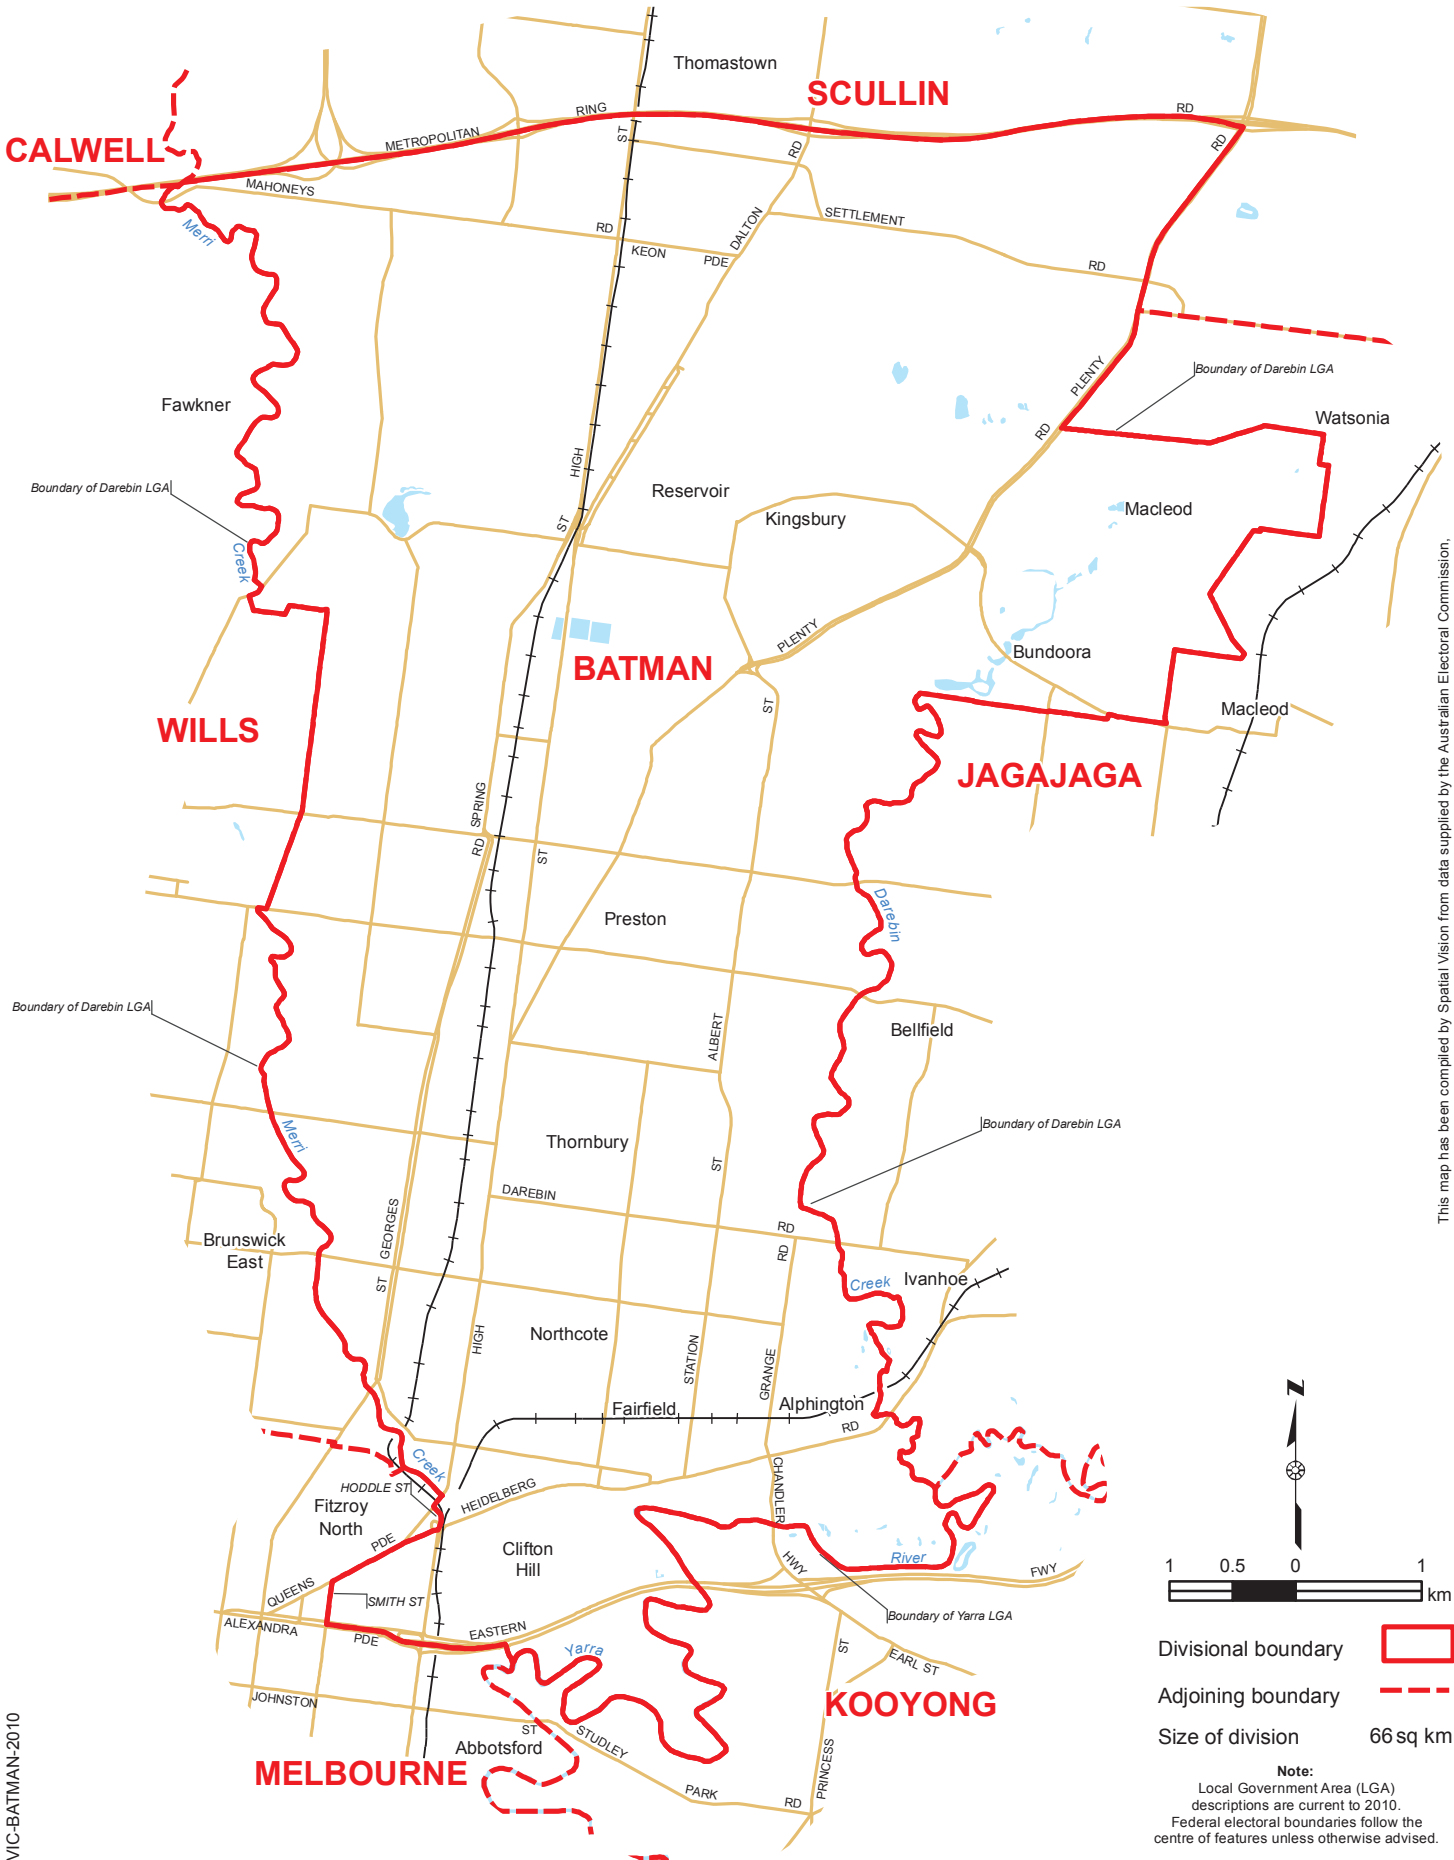 Thomastown
SCULLIN
RING
RD
METROPOLITAN
ST
RD
RD
CALWELL
MAHONEYS
Merri
RD
KEON
PDE
DALTON
SETTLEMENT
RD
Boundary of Darebin LGA
PLENTY
RD
Fawkner
Watsonia
HIGH
ST
Boundary of Darebin LGA
Reservoir
Kingsbury
Macleod
Creek
PLENTY
Bundoora
BATMAN
ST
WILLS
Macleod
JAGAJAGA
SPRING
RD
ST
Preston
Darebin
Boundary of Darebin LGA
ALBERT
Bellfield
Merri
Thornbury
ST
Boundary of Darebin LGA
DAREBIN
RD
RD
GEORGES
ST
Brunswick
East
Creek
Ivanhoe
Northcote
HIGH
STATION
GRANGE
Fairfield
Alphington
RD
Creek
HODDLE ST
HEIDELBERG
CHANDLER
Fitzroy
North
PDE
Clifton
Hill
HWY
River
FWY
QUEENS
SMITH ST
Boundary of Yarra LGA
ALEXANDRA
PDE
EASTERN
Yarra
ST
EARL ST
JOHNSTON
ST
STUDLEY
KOOYONG
Abbotsford
MELBOURNE
PARK
RD
PRINCESS
N
1 0.5 0 1
km
Divisional boundary
Adjoining boundary
Size of division 66 sq km
Note:
Local Government Area (LGA)
descriptions are current to 2010.
Federal electoral boundaries follow the
centre of features unless otherwise advised.
This map has been compiled by Spatial Vision from data supplied by the Australian Electoral Commission,
VIC-BATMAN-2010